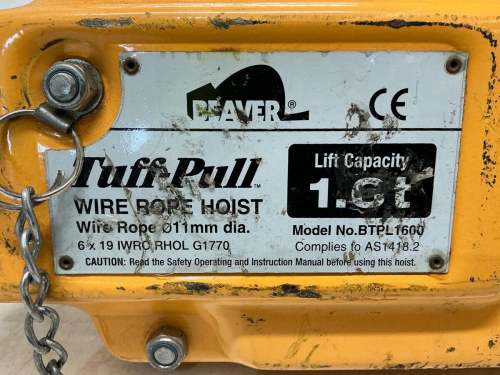 BEAVER®
CE
Tuff-Pull™
WIRE ROPE HOIST
Wire Rope Ø11mm dia.
6 x 19 IWRC RHOL G1770
Lift Capacity
1.6t
Model No.BTPL1600
Complies to AS1418.2
CAUTION: Read the Safety Operating and Instruction Manual before using this hoist.